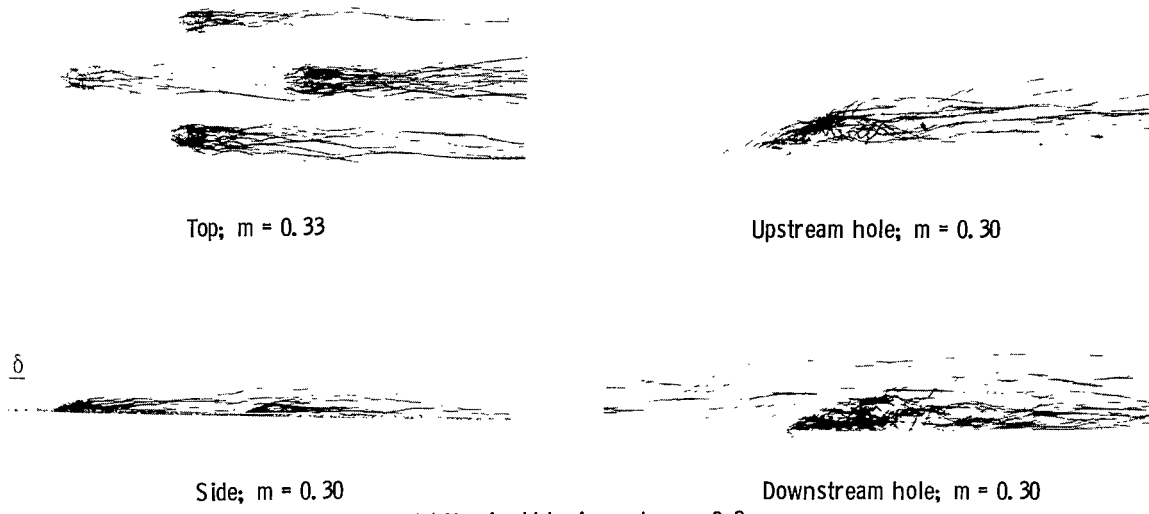 Top; m = 0.33
Upstream hole; m = 0.30
δ
Side; m = 0.30
Downstream hole; m = 0.30